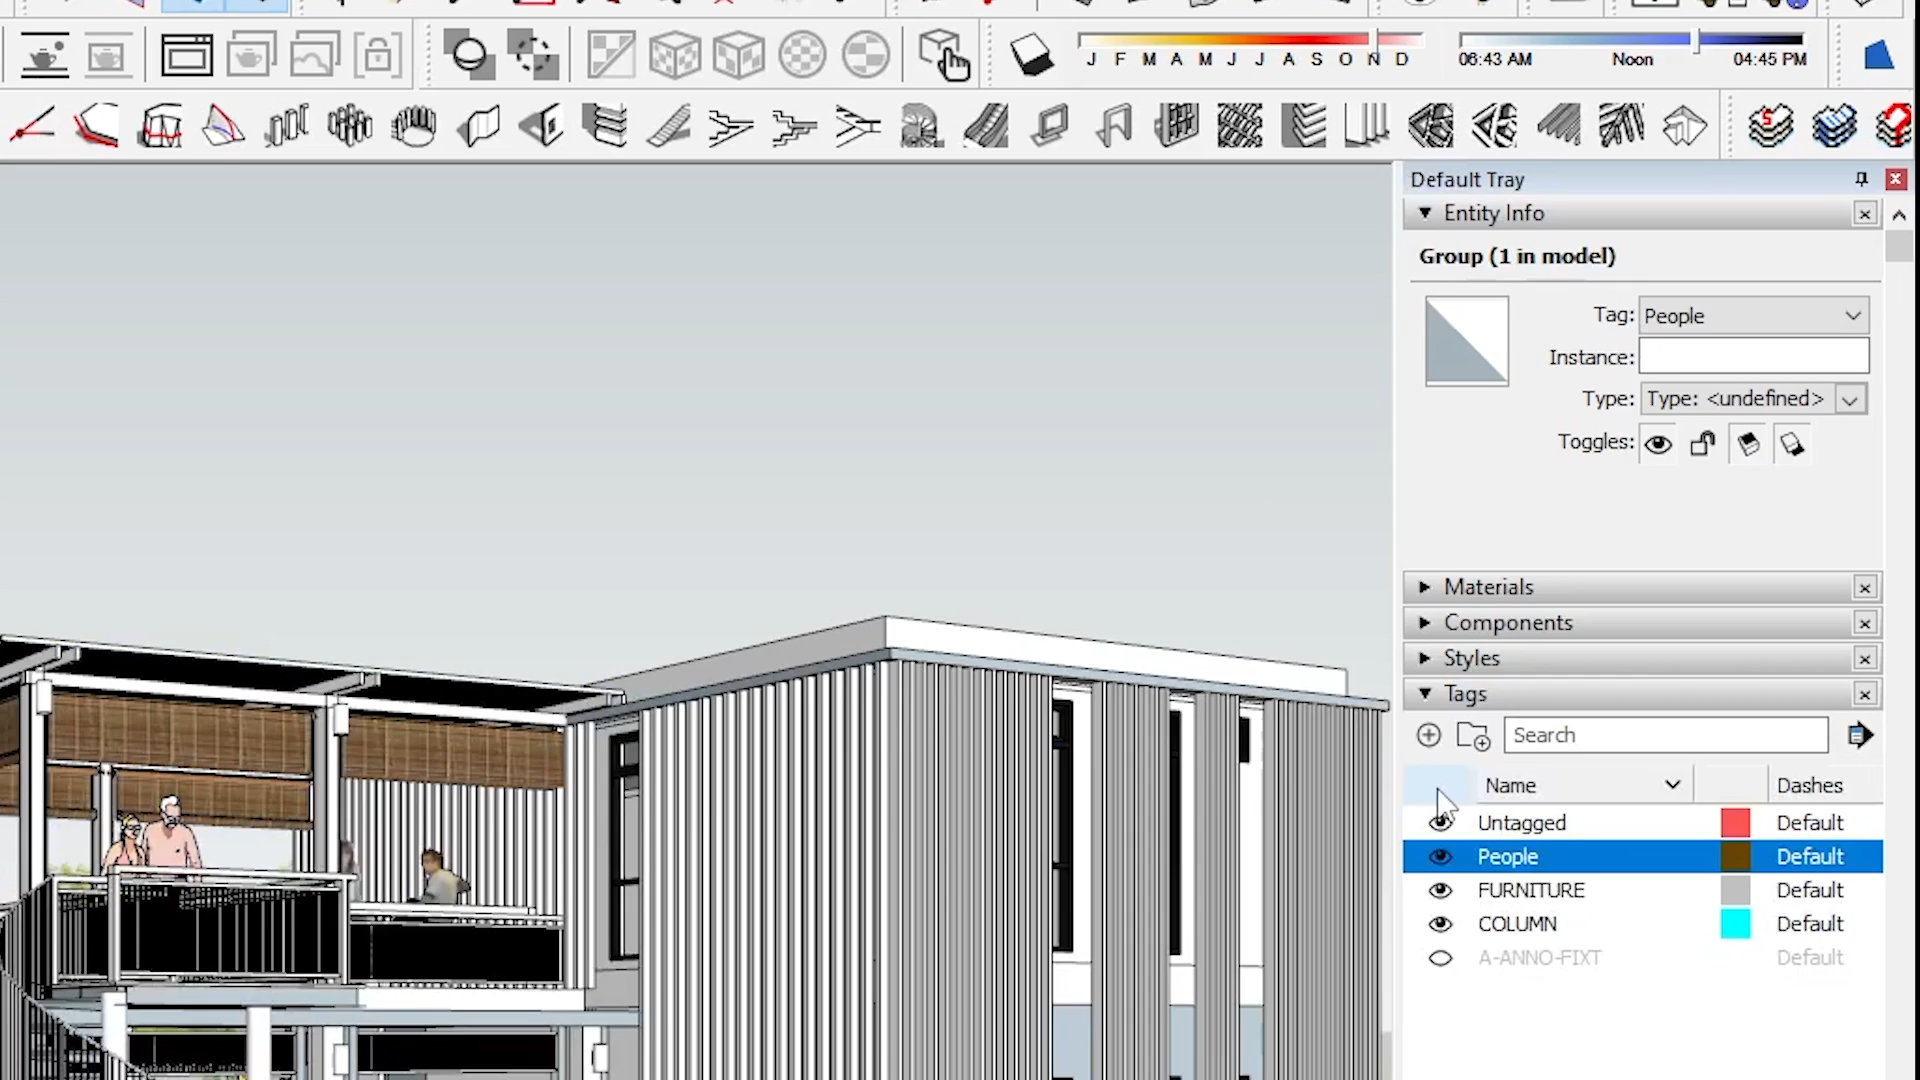 J F M A M J J A S O N D
06:43 AM Noon 04:45 PM
Default Tray
Entity Info
Group (1 in model)
Tag: People
Instance:
Type: Type: <undefined>
Toggles:
Materials
Components
Styles
Tags
Search
Name Dashes
Untagged Default
People Default
FURNITURE Default
COLUMN Default
A-ANNO-FIXT Default